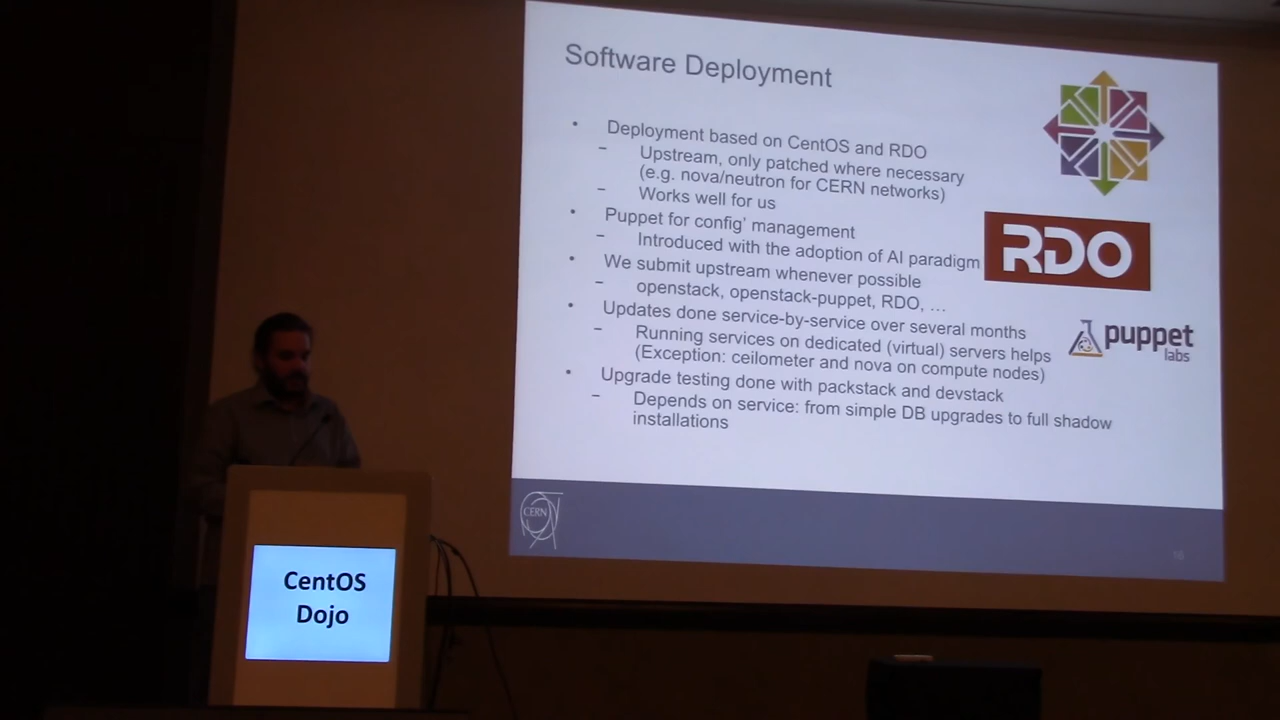 Software Deployment
• Deployment based on CentOS and RDO
– Upstream, only patched where necessary
(e.g. nova/neutron for CERN networks)
– Works well for us
• Puppet for config' management
– Introduced with the adoption of AI paradigm
• We submit upstream whenever possible
– openstack, openstack-puppet, RDO, …
• Updates done service-by-service over several months
– Running services on dedicated (virtual) servers helps
(Exception: ceilometer and nova on compute nodes)
• Upgrade testing done with packstack and devstack
– Depends on service: from simple DB upgrades to full shadow
installations
RDO
puppet
labs
CERN
16
CentOS
Dojo